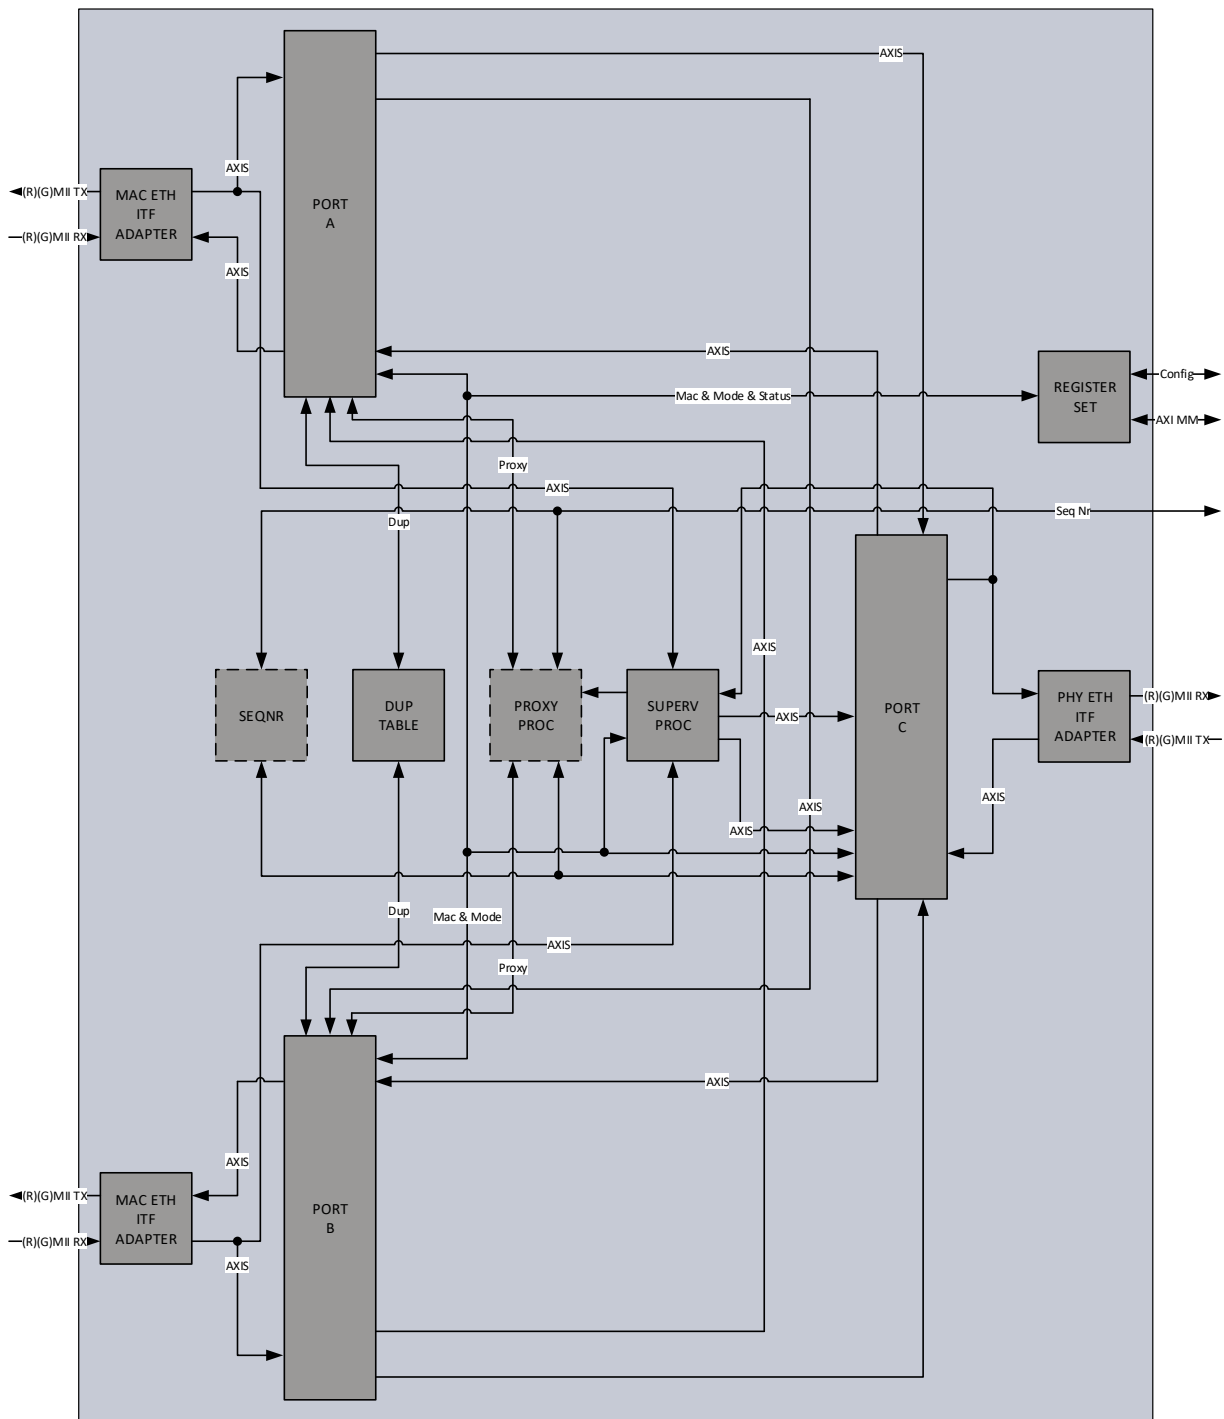 AXIS
PORT
A
AXIS
(R)(G)MII TX
MAC ETH
ITF
ADAPTER
(R)(G)MII RX
AXIS
AXIS
Config
REGISTER
SET
Mac & Mode & Status
AXI MM
Proxy
AXIS
Seq Nr
Dup
AXIS
SEQNR
DUP
TABLE
PROXY
PROC
SUPERV
PROC
AXIS
PORT
C
PHY ETH
ITF
ADAPTER
(R)(G)MII RX
(R)(G)MII TX
AXIS
AXIS
AXIS
Dup
Mac & Mode
AXIS
Proxy
AXIS
AXIS
(R)(G)MII TX
MAC ETH
ITF
ADAPTER
(R)(G)MII RX
PORT
B
AXIS